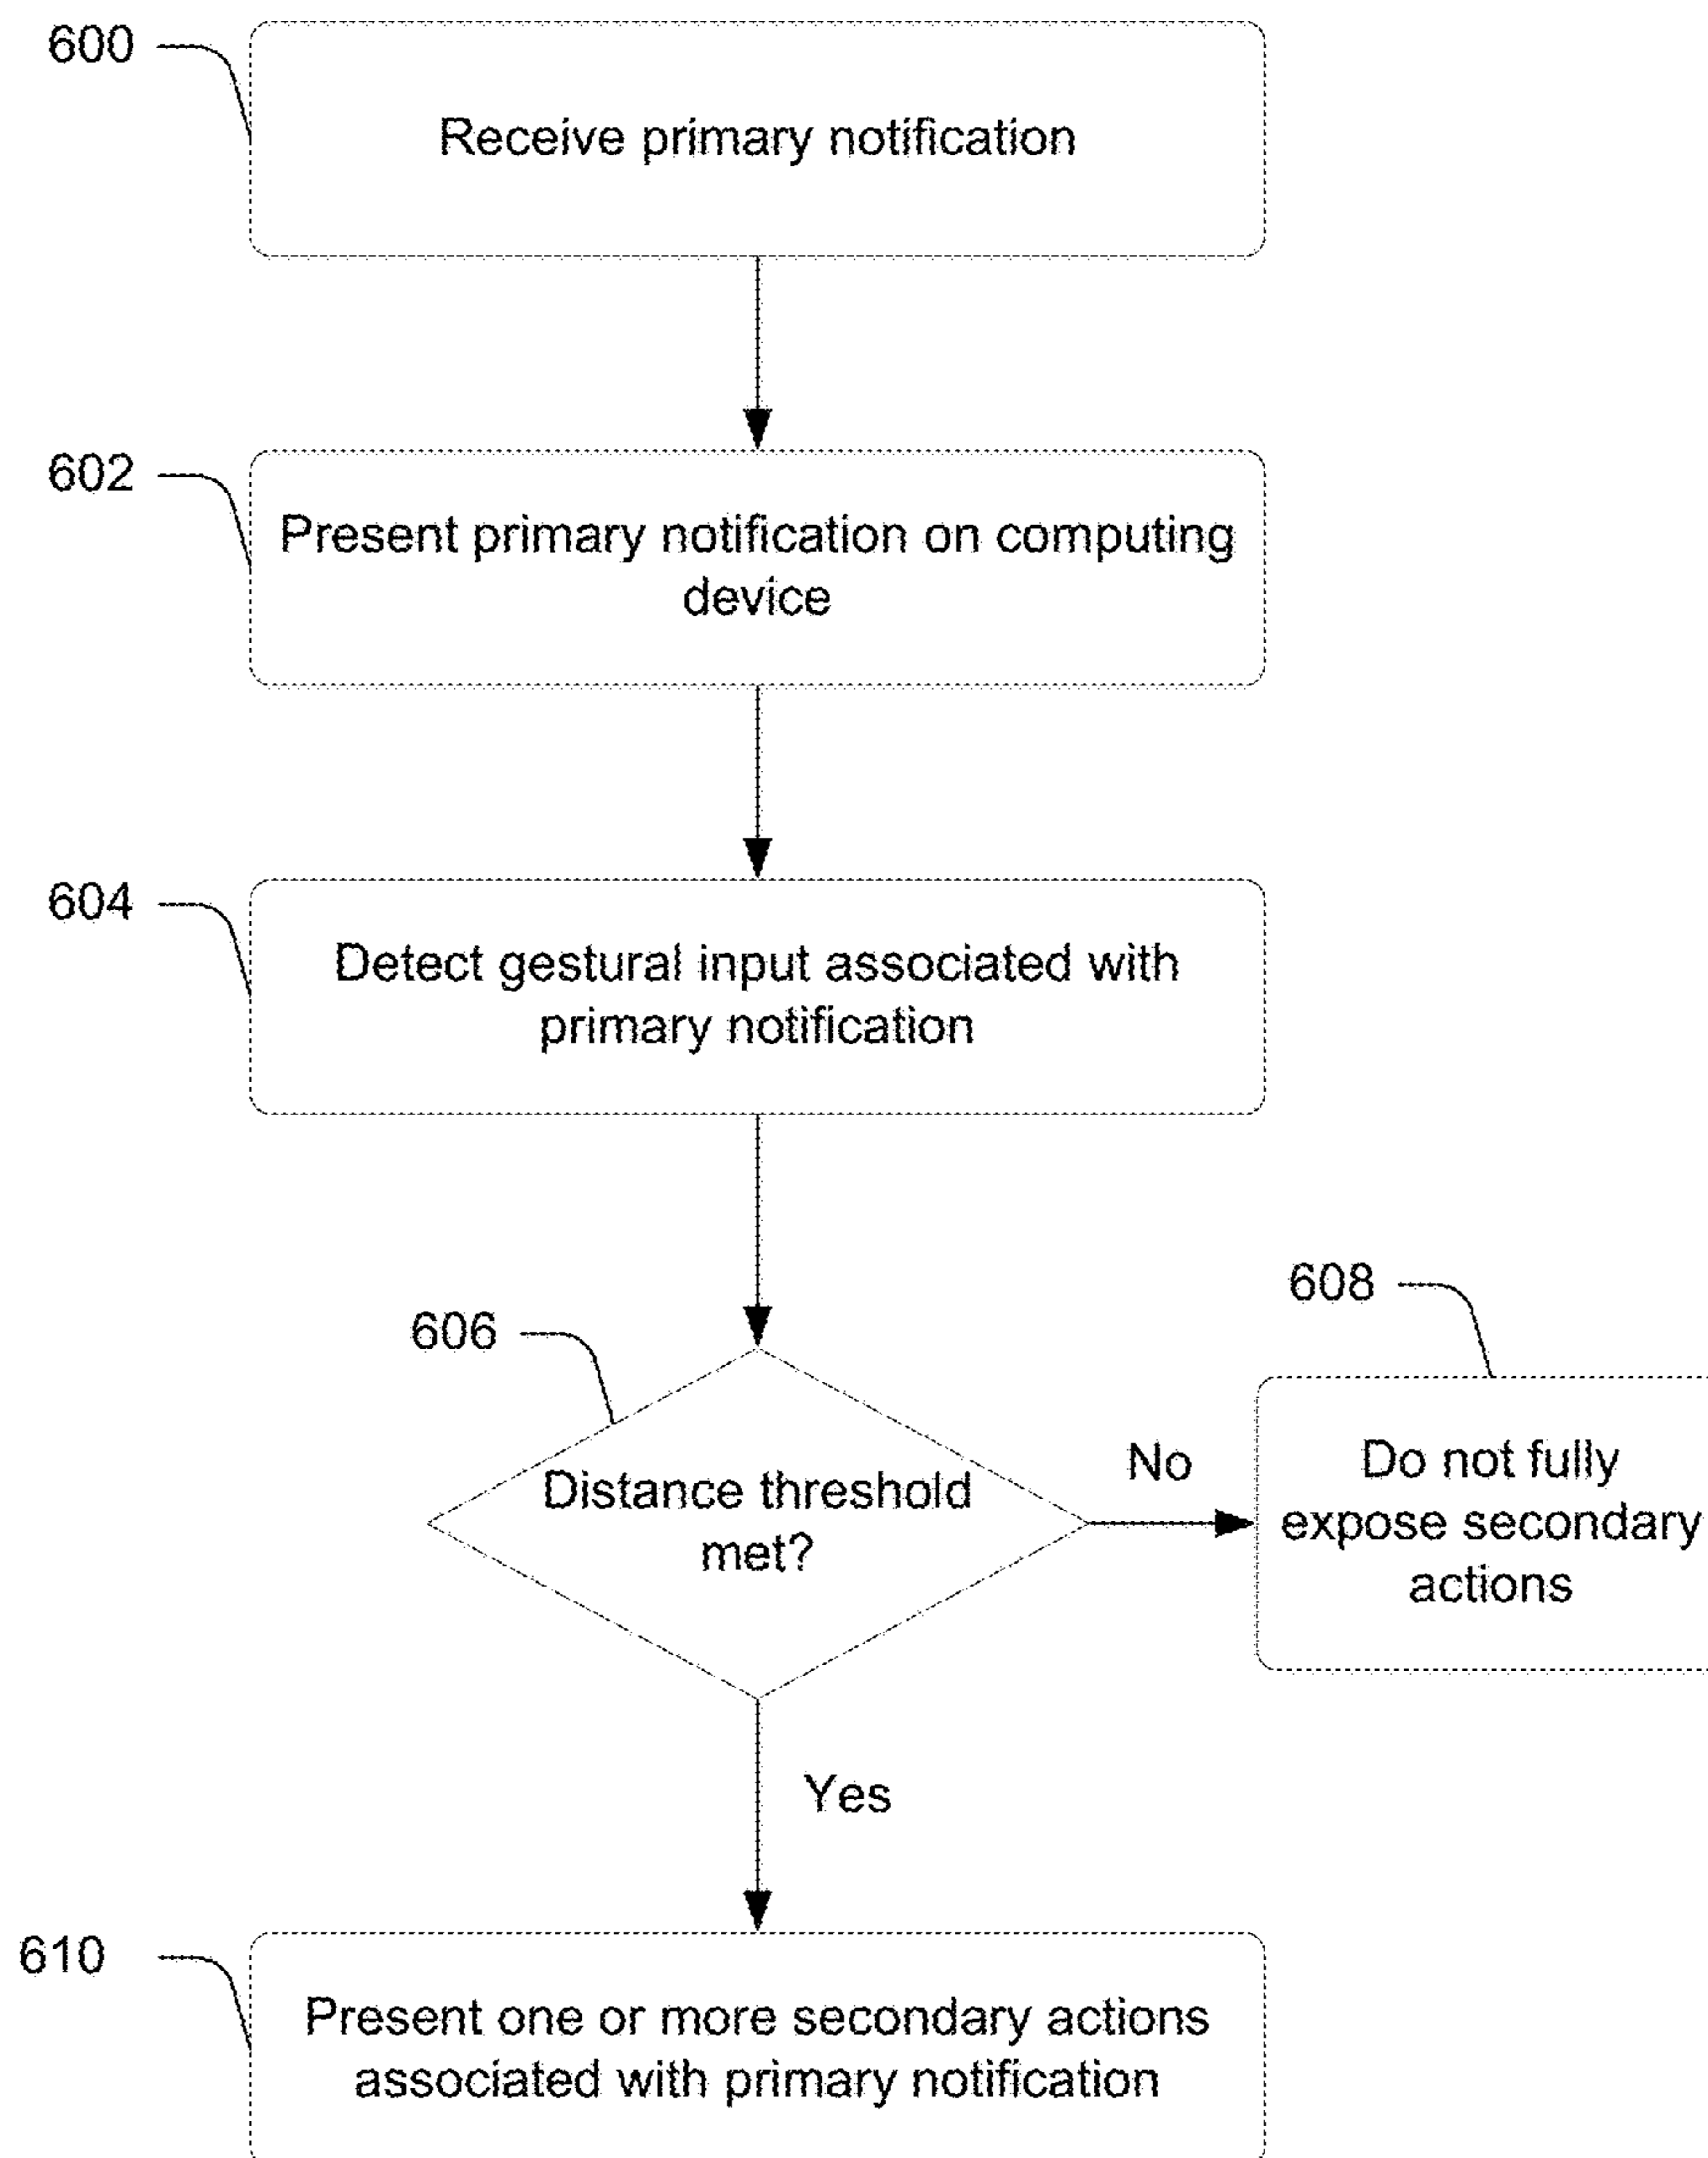 600
Receive primary notification
602
Present primary notification on computing
device
604
Detect gestural input associated with
primary notification
606
Distance threshold
met?
No
608
Do not fully
expose secondary
actions
Yes
610
Present one or more secondary actions
associated with primary notification